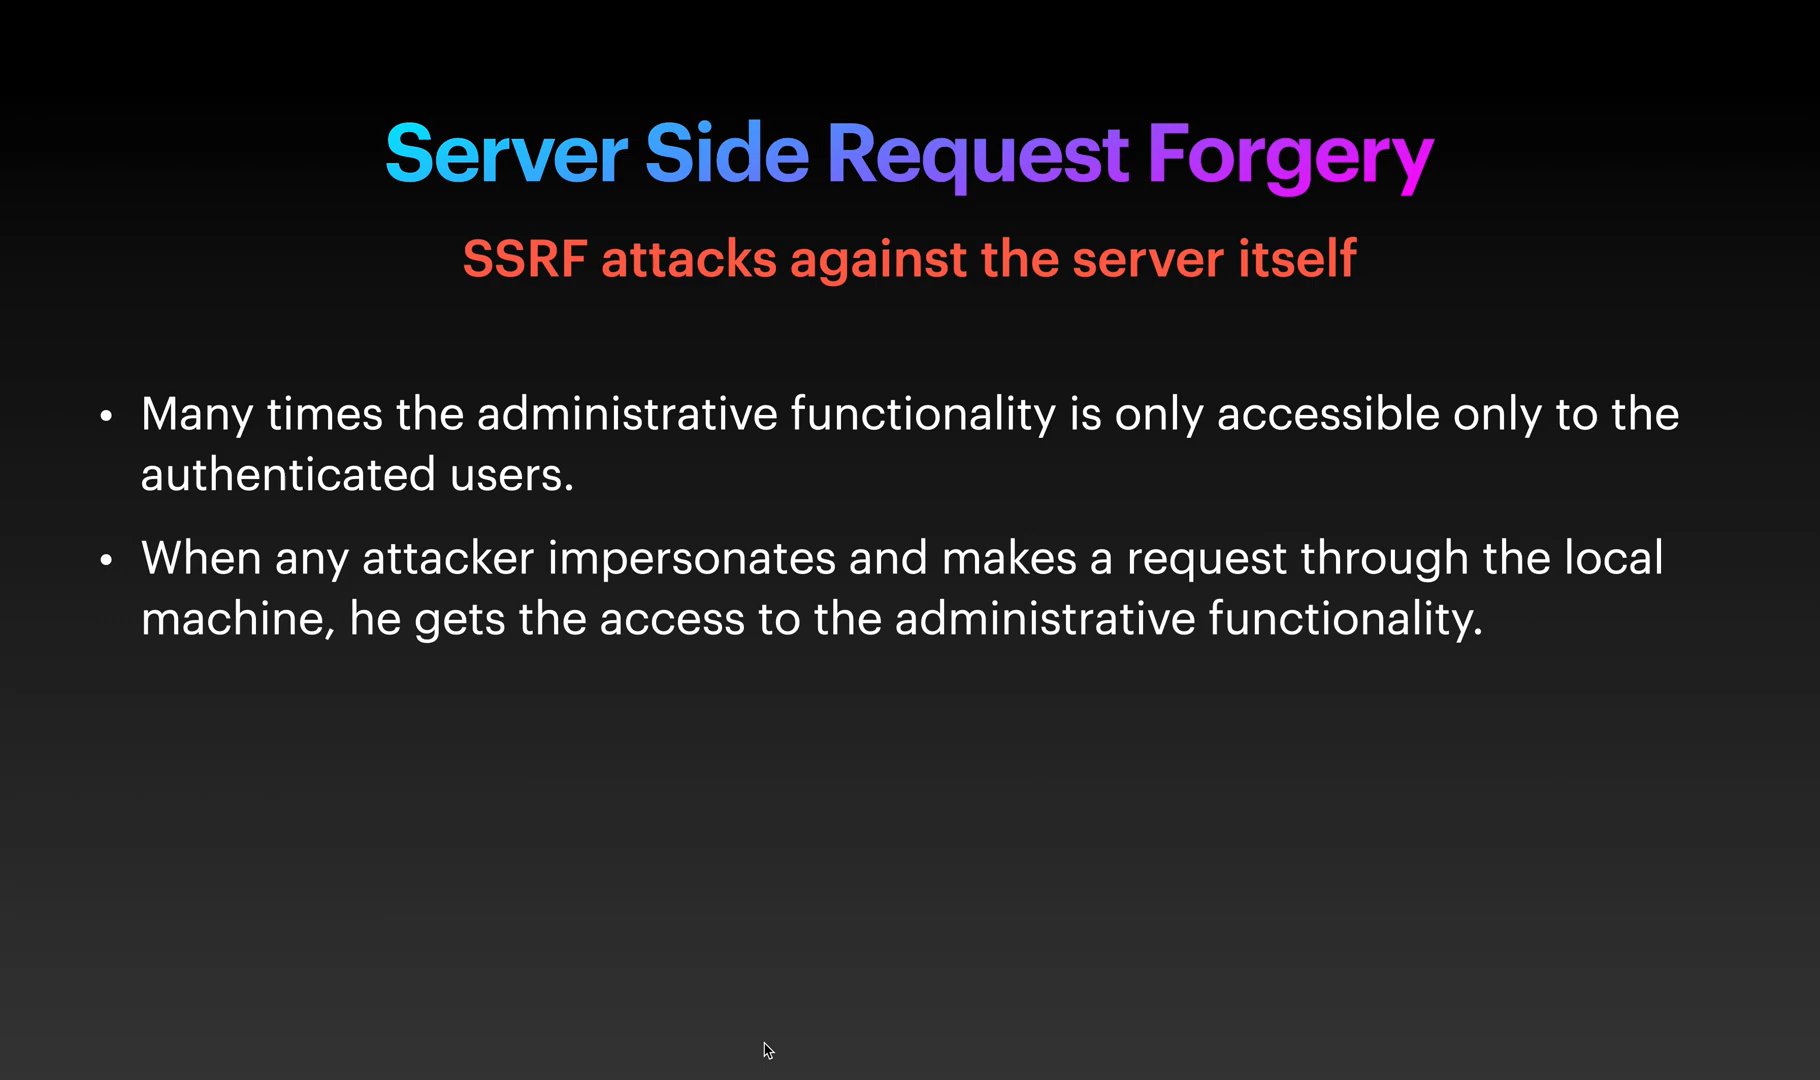 Server Side Request Forgery
SSRF attacks against the server itself
• Many times the administrative functionality is only accessible only to the
authenticated users.
• When any attacker impersonates and makes a request through the local
machine, he gets the access to the administrative functionality.